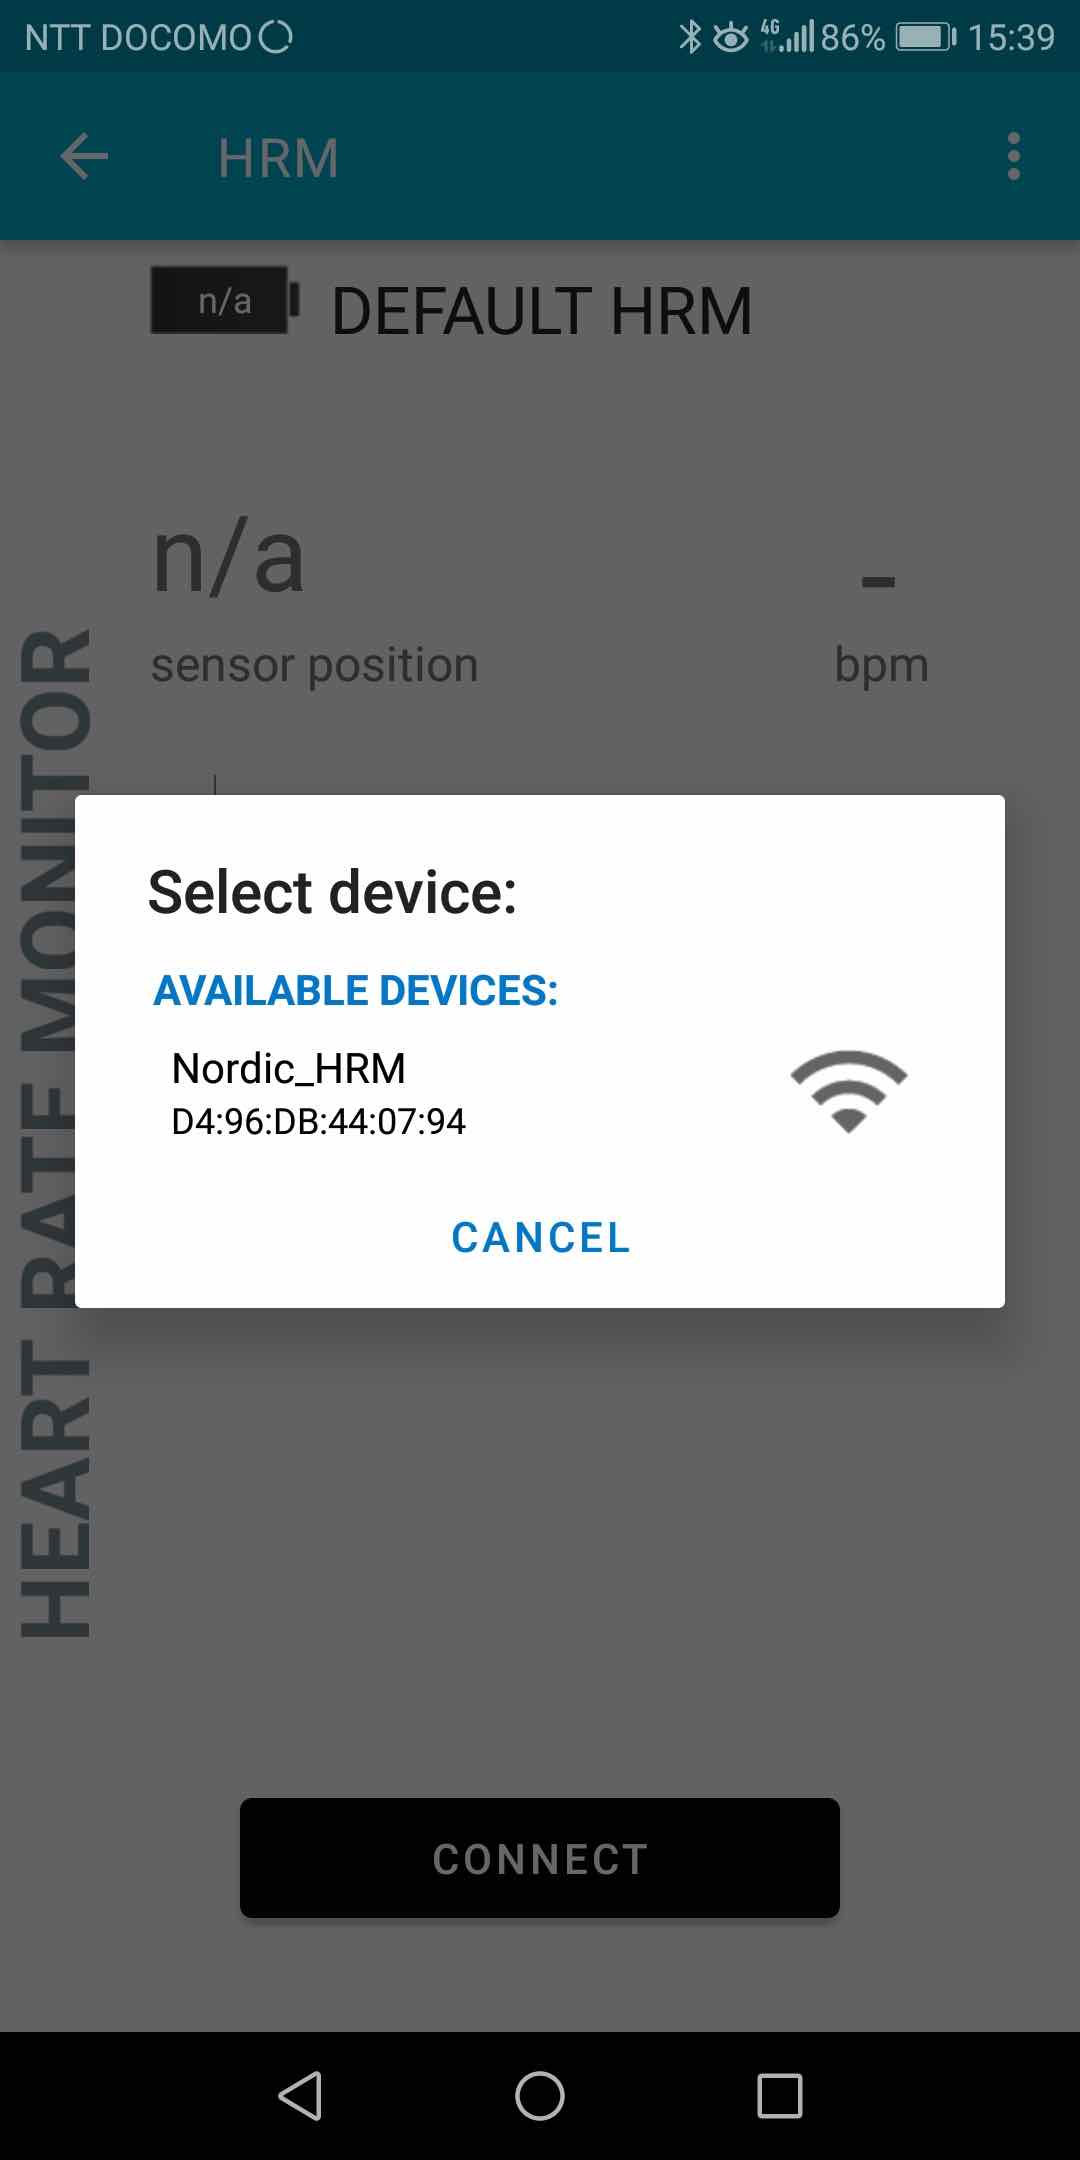 NTT DOCOMO 4G 86% 15:39
HRM
n/a DEFAULT HRM
n/a -
sensor position bpm
HEART RATE MONITOR
Select device:
AVAILABLE DEVICES:
Nordic_HRM
D4:96:DB:44:07:94
CANCEL
CONNECT